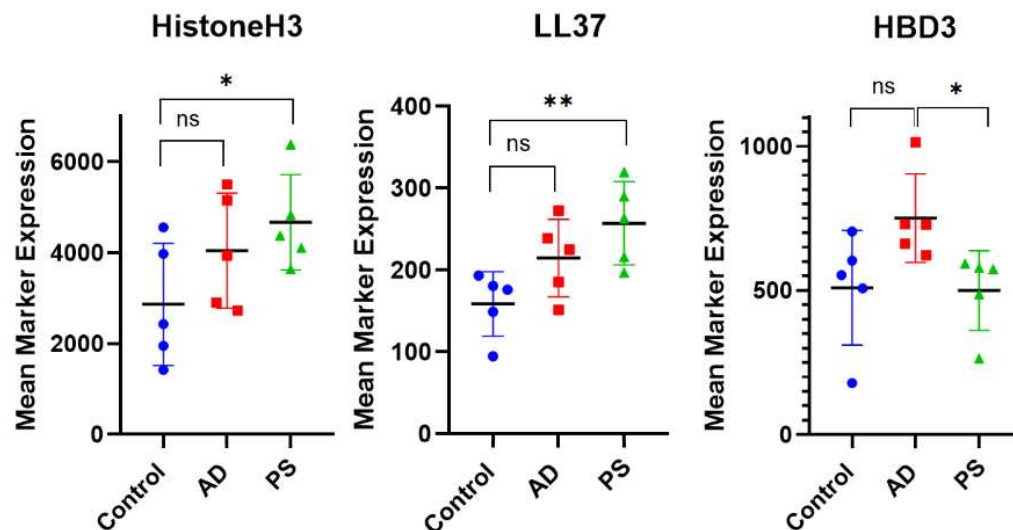 HistoneH3
*
ns
Mean Marker Expression
6000
4000
2000
0
Control
AD
PS
LL37
**
ns
Mean Marker Expression
400
300
200
100
0
Control
AD
PS
HBD3
ns
*
Mean Marker Expression
1000
500
0
Control
AD
PS